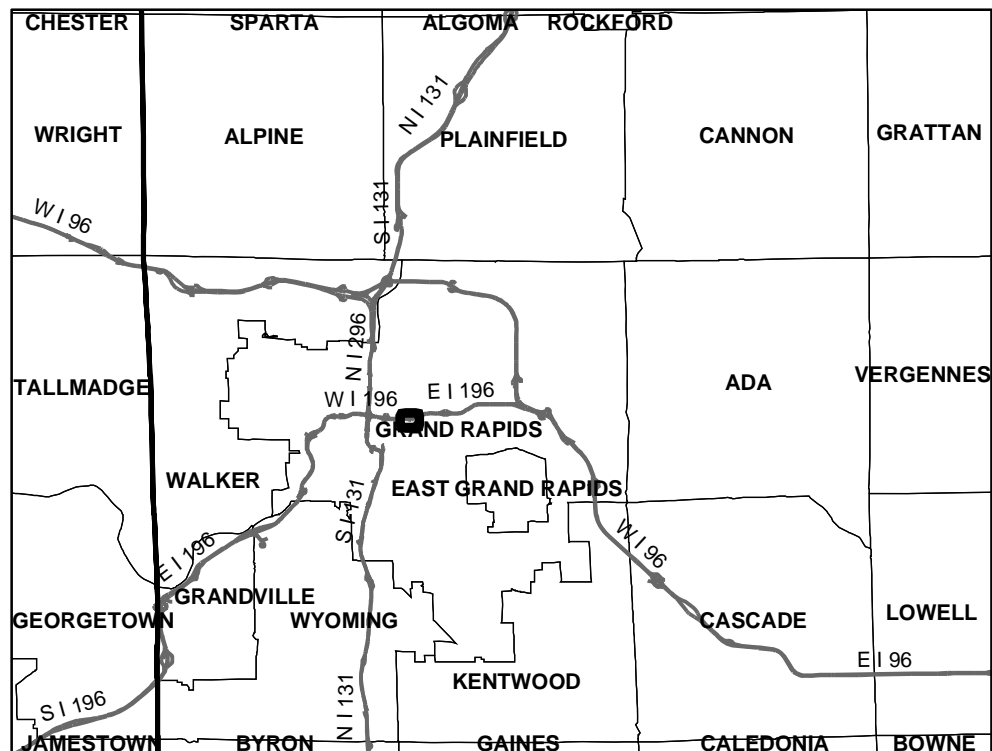 CHESTER
SPARTA
ALGOMA
ROCKFORD
N I 131
WRIGHT
ALPINE
PLAINFIELD
CANNON
GRATTAN
W I 96
S I 131
N I 296
TALLMADGE
ADA
VERGENNES
W I 196
E I 196
GRAND RAPIDS
WALKER
EAST GRAND RAPIDS
S I 131
W I 96
E I 196
GEORGETOWN
GRANDVILLE
WYOMING
CASCADE
LOWELL
E I 96
KENTWOOD
S I 196
N I 131
JAMESTOWN
BYRON
GAINES
CALEDONIA
BOWNE